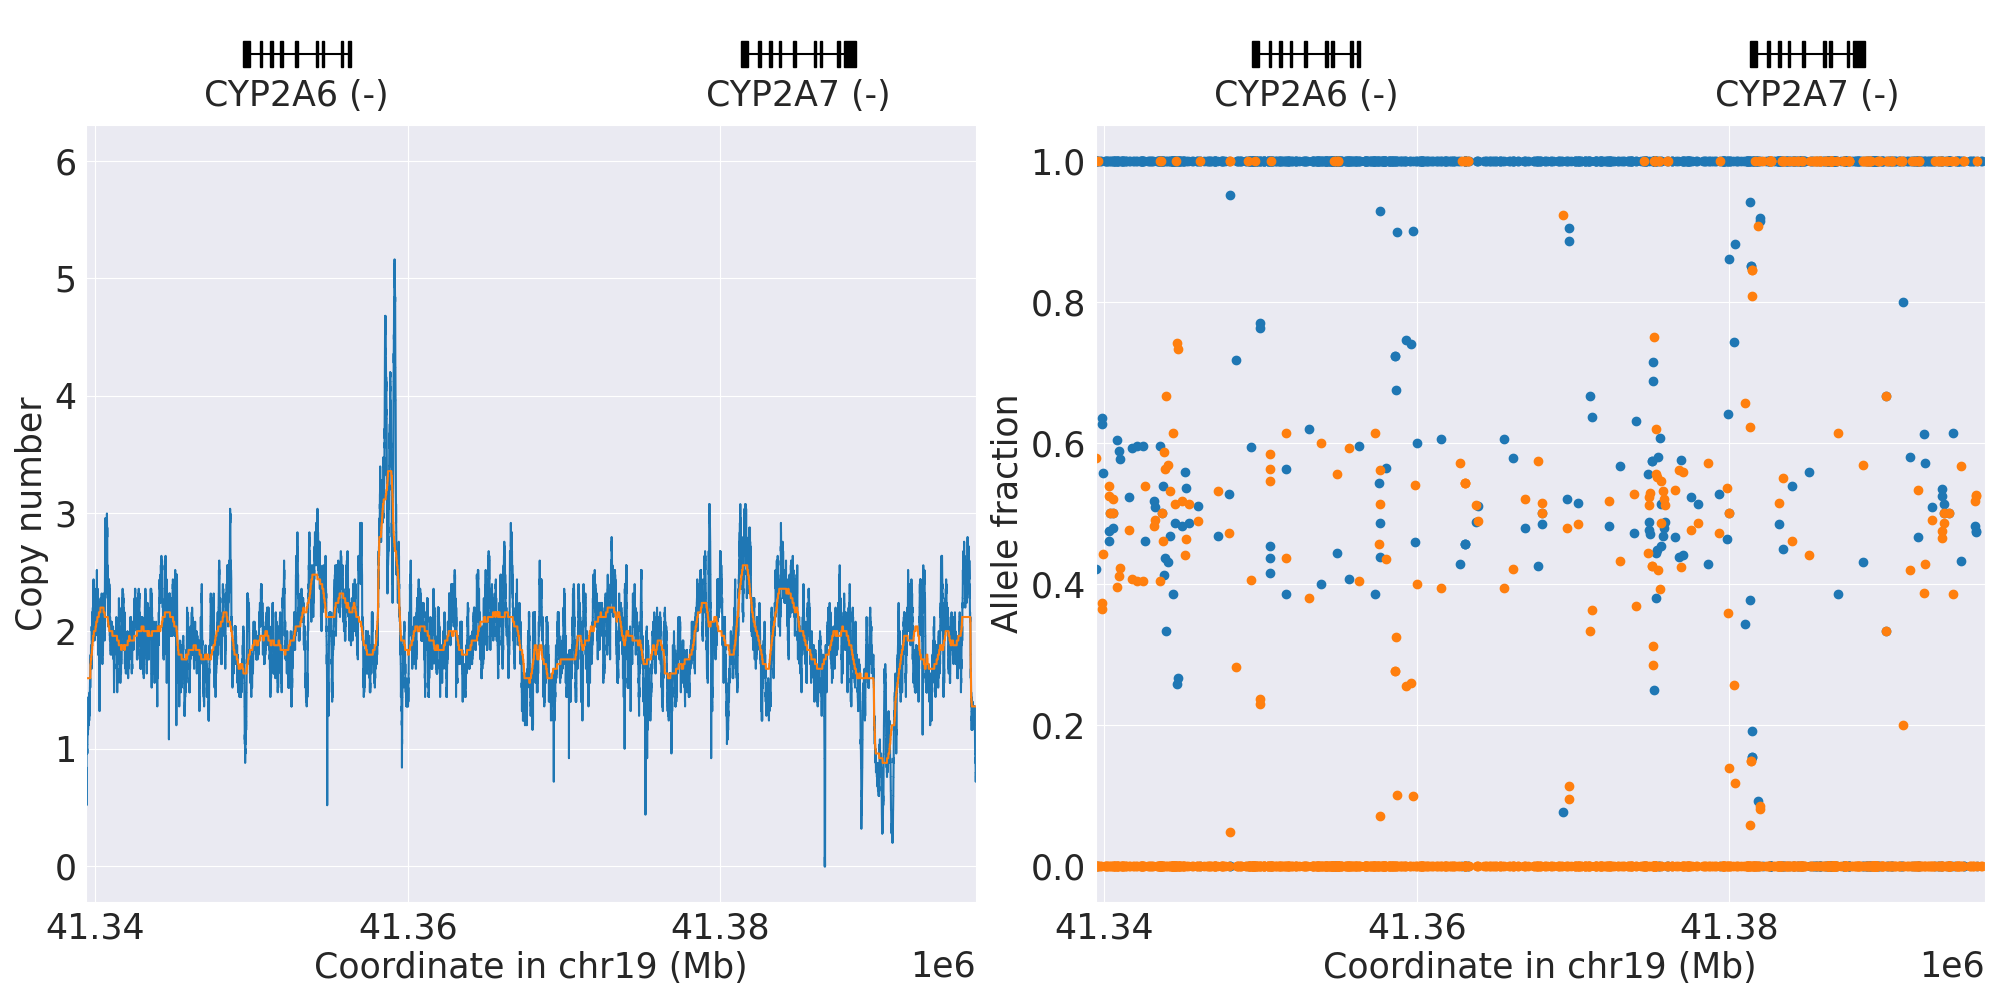 CYP2A6 (-) CYP2A7 (-) CYP2A6 (-) CYP2A7 (-)
6
5
4
3
2
1
0
Copy number
41.34 41.36 41.38
Coordinate in chr19 (Mb) 1e6
1.0
0.8
0.6
0.4
0.2
0.0
Allele fraction
41.34 41.36 41.38
Coordinate in chr19 (Mb) 1e6